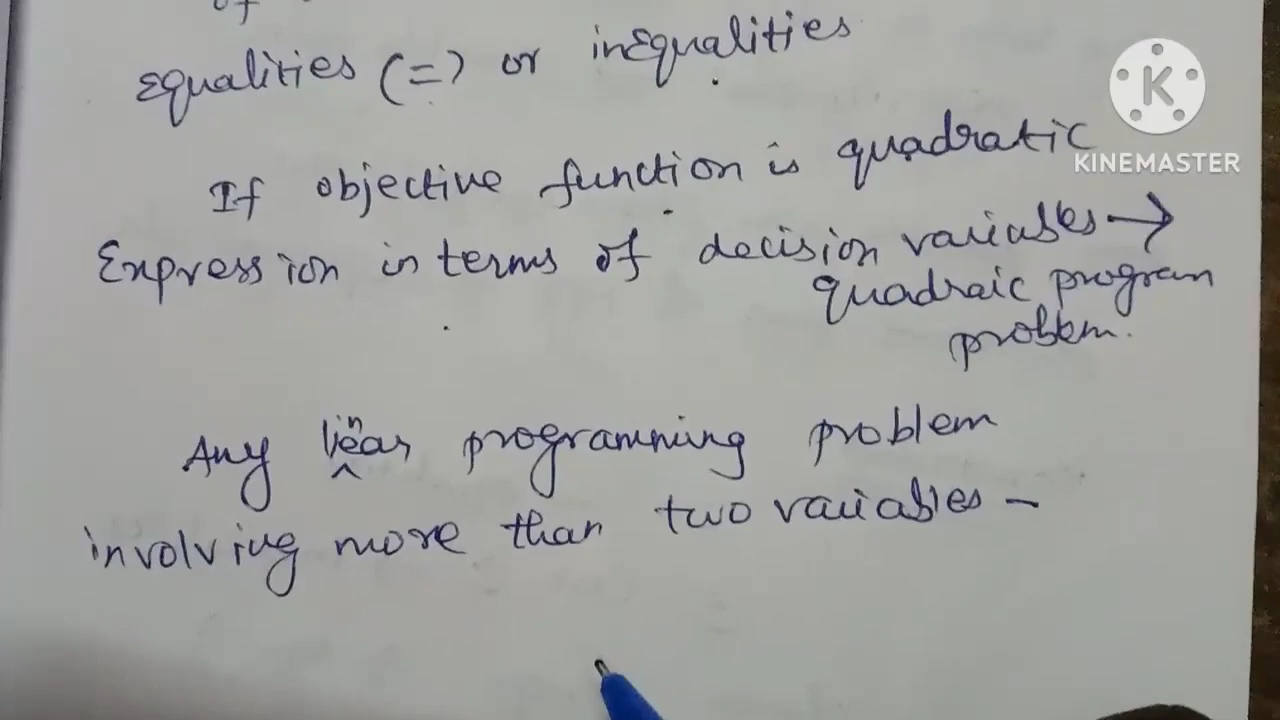 of
equalities (=) or inequalities
K
KINEMASTER
If objective function is quadratic
Expression in terms of decision variables →
quadraic program
problem.
Any linear programming problem
involving more than two variables -